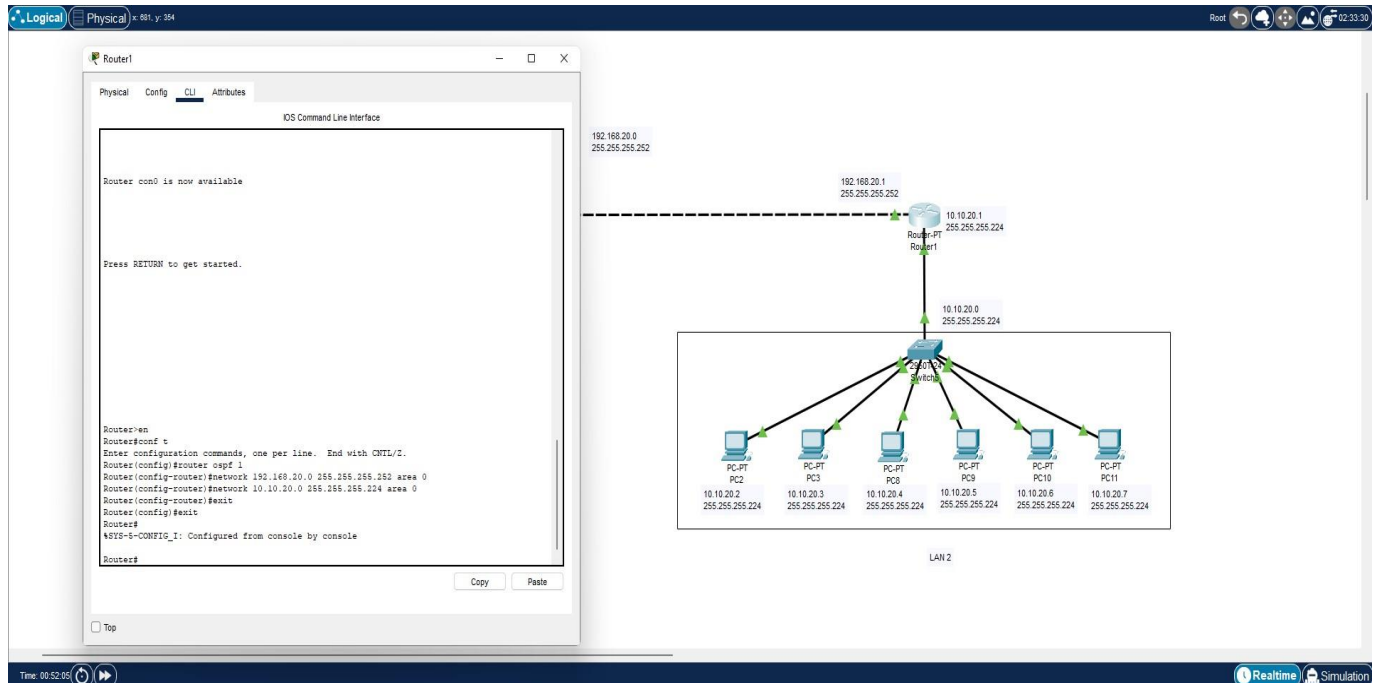 Logical
Physical
x: 681, y: 354
Root
02:33:30
Router1
Physical
Config
CLI
Attributes
IOS Command Line Interface
Router con0 is now available
Press RETURN to get started.
Router>en
Router#conf t
Enter configuration commands, one per line. End with CNTL/Z.
Router(config)#router ospf 1
Router(config-router)#network 192.168.20.0 255.255.255.252 area 0
Router(config-router)#network 10.10.20.0 255.255.255.224 area 0
Router(config-router)#exit
Router(config)#exit
Router#
%SYS-5-CONFIG_I: Configured from console by console
Router#
Copy
Paste
Top
192.168.20.0
255.255.255.252
192.168.20.1
255.255.255.252
10.10.20.1
255.255.255.224
Router-PT
Router1
10.10.20.0
255.255.255.224
2950T-24
Switch5
PC-PT
PC2
10.10.20.2
255.255.255.224
PC-PT
PC3
10.10.20.3
255.255.255.224
PC-PT
PC8
10.10.20.4
255.255.255.224
PC-PT
PC9
10.10.20.5
255.255.255.224
PC-PT
PC10
10.10.20.6
255.255.255.224
PC-PT
PC11
10.10.20.7
255.255.255.224
LAN 2
Time: 00:52:05
Realtime
Simulation